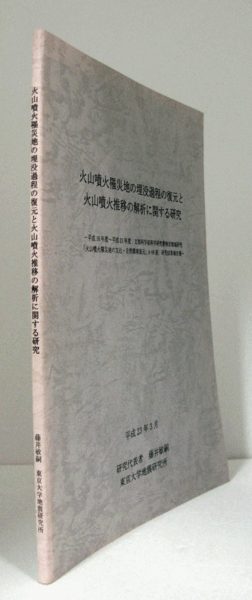 火山噴火罹災地の埋没過程の復元と火山噴火推移の解析に関する研究
藤井敏嗣
東京大学地震研究所
火山噴火罹災地の埋没過程の復元と
火山噴火推移の解析に関する研究
平成23年3月
研究代表者 藤井敏嗣
東京大学地震研究所